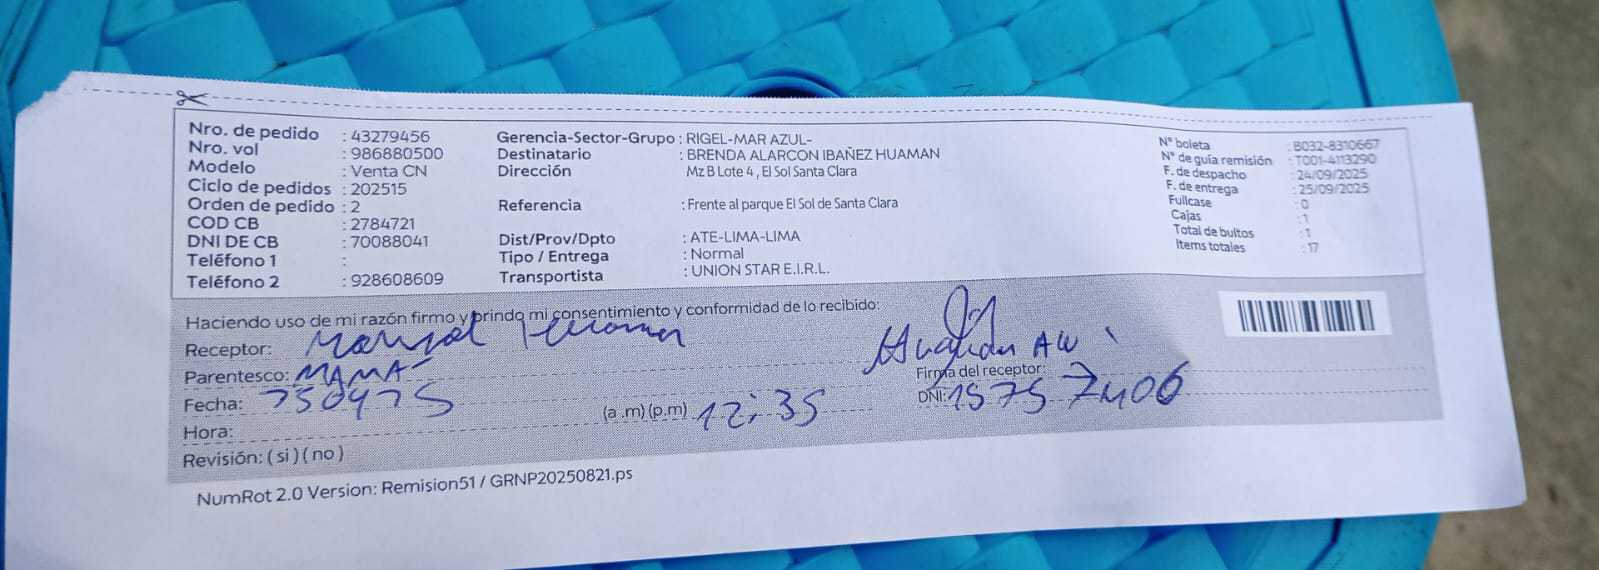 Nro. de pedido : 43279456
Nro. vol : 986880500
Modelo : Venta CN
Ciclo de pedidos : 202515
Orden de pedido : 2
COD CB : 2784721
DNI DE CB : 70088041
Teléfono 1 :
Teléfono 2 : 928608609
Gerencia-Sector-Grupo : RIGEL-MAR AZUL-
Destinatario : BRENDA ALARCON IBAÑEZ HUAMAN
Dirección Mz B Lote 4 , El Sol Santa Clara
Referencia : Frente al parque El Sol de Santa Clara
Dist/Prov/Dpto : ATE-LIMA-LIMA
Tipo / Entrega : Normal
Transportista : UNION STAR E.I.R.L.
N° boleta : B032-8310667
N° de guía remisión : T001-4113290
F. de despacho : 24/09/2025
F. de entrega : 25/09/2025
Fullcase : 0
Cajas : 1
Total de bultos : 1
Items totales : 17
Haciendo uso de mi razón firmo y brindo mi consentimiento y conformidad de lo recibido:
Receptor:
Parentesco: MAMA
Firma del receptor:
Fecha:
(a .m) (p.m) 12:35
DNI:
Hora:
Revisión: ( si ) ( no )
NumRot 2.0 Version: Remision51 / GRNP20250821.ps